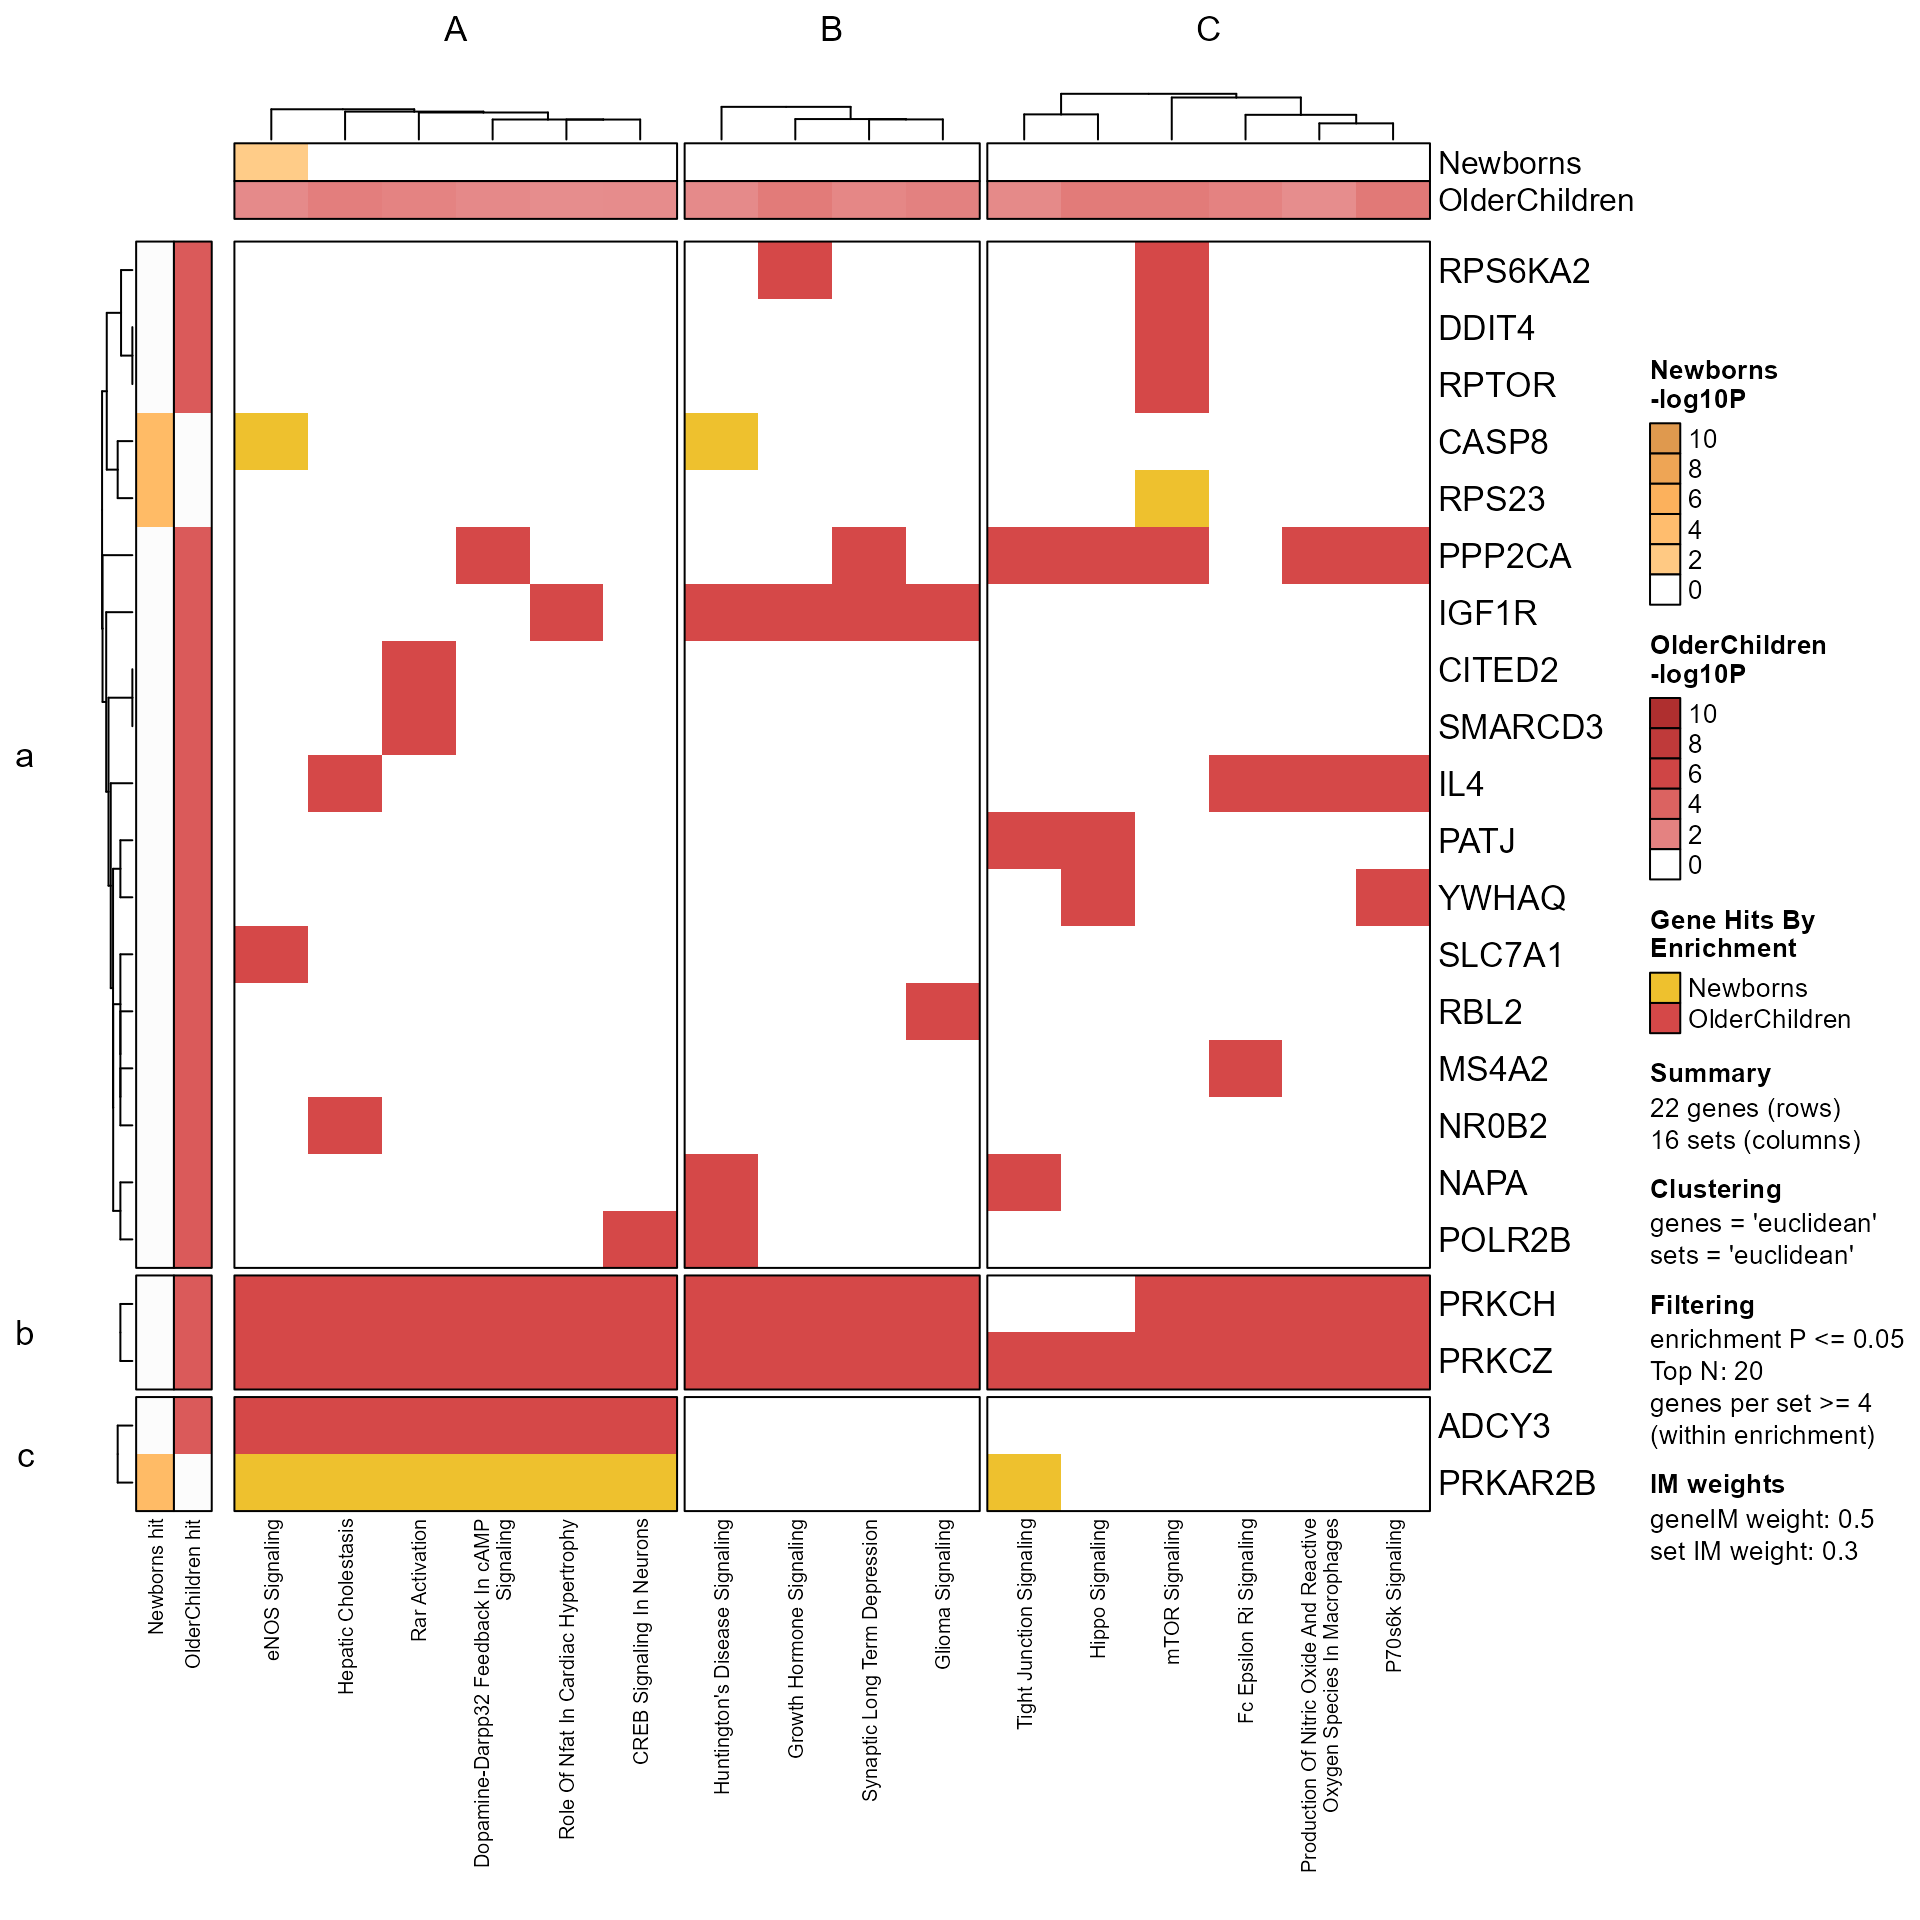 A
B
C
Newborns
OlderChildren
RPS6KA2
DDIT4
RPTOR
CASP8
RPS23
PPP2CA
IGF1R
CITED2
SMARCD3
IL4
PATJ
YWHAQ
SLC7A1
RBL2
MS4A2
NR0B2
NAPA
POLR2B
PRKCH
PRKCZ
ADCY3
PRKAR2B
a
b
c
Newborns hit
OlderChildren hit
eNOS Signaling
Hepatic Cholestasis
Rar Activation
Dopamine-Darpp32 Feedback In cAMP
Signaling
Role Of Nfat In Cardiac Hypertrophy
CREB Signaling In Neurons
Huntington's Disease Signaling
Growth Hormone Signaling
Synaptic Long Term Depression
Glioma Signaling
Tight Junction Signaling
Hippo Signaling
mTOR Signaling
Fc Epsilon Ri Signaling
Production Of Nitric Oxide And Reactive
Oxygen Species In Macrophages
P70s6k Signaling
Newborns
-log10P
10
8
6
4
2
0
OlderChildren
-log10P
10
8
6
4
2
0
Gene Hits By
Enrichment
Newborns
OlderChildren
Summary
22 genes (rows)
16 sets (columns)
Clustering
genes = 'euclidean'
sets = 'euclidean'
Filtering
enrichment P <= 0.05
Top N: 20
genes per set >= 4
(within enrichment)
IM weights
geneIM weight: 0.5
set IM weight: 0.3